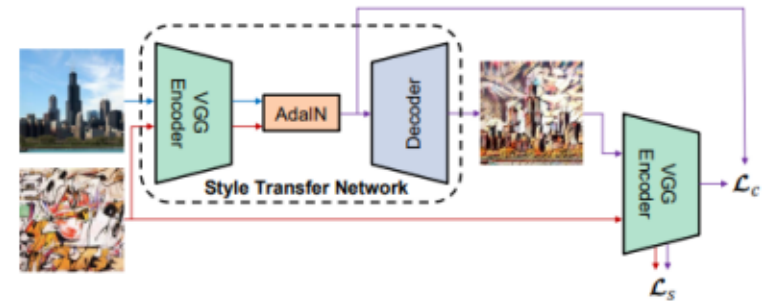 VGG
Encoder
AdaIN
Decoder
Style Transfer Network
VGG
Encoder
ℒc
ℒs